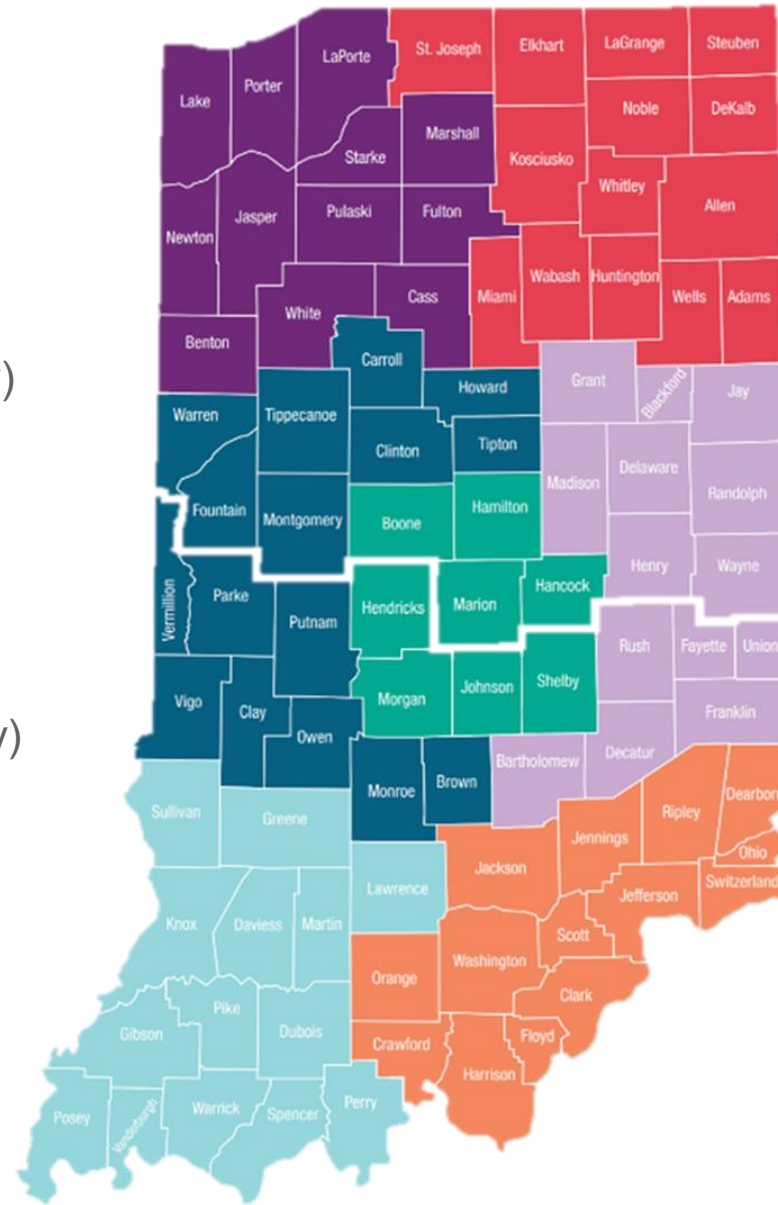 LaPorte
St. Joseph
Elkhart
LaGrange
Steuben
Lake
Porter
Noble
DeKalb
Starke
Marshall
Kosciusko
Whitley
Allen
Newton
Jasper
Pulaski
Fulton
White
Cass
Miami
Wabash
Huntington
Wells
Adams
Benton
)
Carroll
Howard
Grant
Blackford
Jay
Warren
Tippecanoe
Clinton
Tipton
Madison
Delaware
Randolph
Fountain
Montgomery
Boone
Hamilton
Henry
Wayne
Vermillion
Parke
Putnam
Hendricks
Marion
Hancock
Rush
Fayette
Union
Vigo
Clay
Owen
Morgan
Johnson
Shelby
Franklin
y)
Monroe
Brown
Bartholomew
Decatur
Sullivan
Greene
Jackson
Jennings
Ripley
Dearborn
Ohio
Switzerland
Lawrence
Jefferson
Knox
Daviess
Martin
Orange
Washington
Scott
Clark
Gibson
Pike
Dubois
Crawford
Floyd
Harrison
Posey
Vanderburgh
Warrick
Spencer
Perry